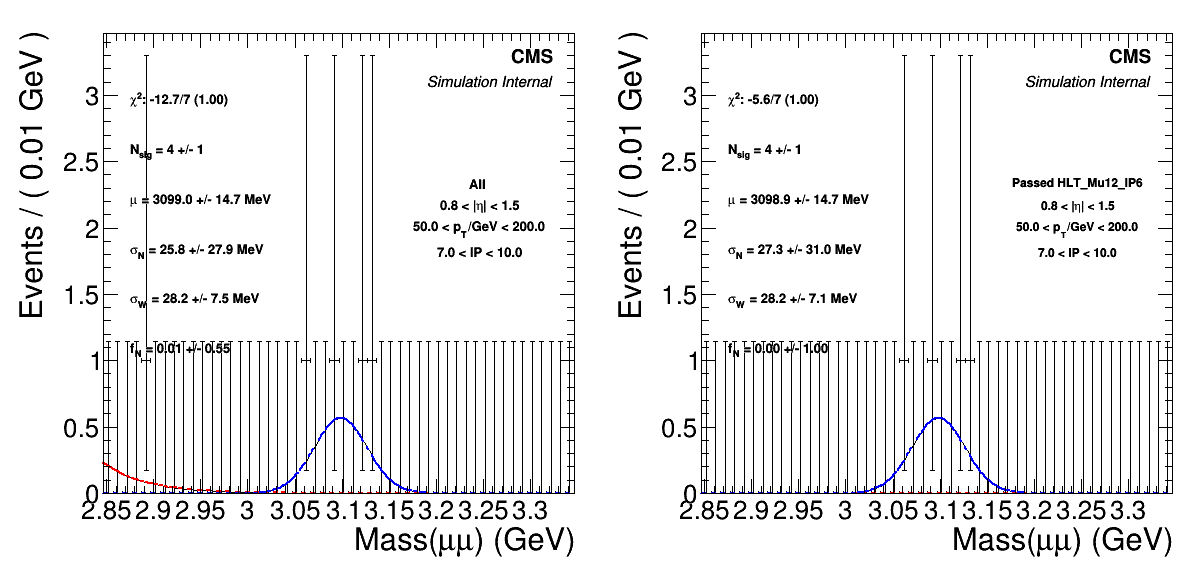 CMS
Simulation Internal
χ²: -12.7/7 (1.00)
N_sig = 4 +/- 1
μ = 3099.0 +/- 14.7 MeV
σ_N = 25.8 +/- 27.9 MeV
σ_W = 28.2 +/- 7.5 MeV
f_N = 0.01 +/- 0.55
All
0.8 < |η| < 1.5
50.0 < p_T/GeV < 200.0
7.0 < IP < 10.0
Events / ( 0.01 GeV )
3
2.5
2
1.5
1
0.5
0
2.85 2.9 2.95 3 3.05 3.1 3.15 3.2 3.25 3.3
Mass(μμ) (GeV)
CMS
Simulation Internal
χ²: -5.6/7 (1.00)
N_sig = 4 +/- 1
μ = 3098.9 +/- 14.7 MeV
σ_N = 27.3 +/- 31.0 MeV
σ_W = 28.2 +/- 7.1 MeV
f_N = 0.00 +/- 1.00
Passed HLT_Mu12_IP6
0.8 < |η| < 1.5
50.0 < p_T/GeV < 200.0
7.0 < IP < 10.0
Events / ( 0.01 GeV )
3
2.5
2
1.5
1
0.5
0
2.85 2.9 2.95 3 3.05 3.1 3.15 3.2 3.25 3.3
Mass(μμ) (GeV)